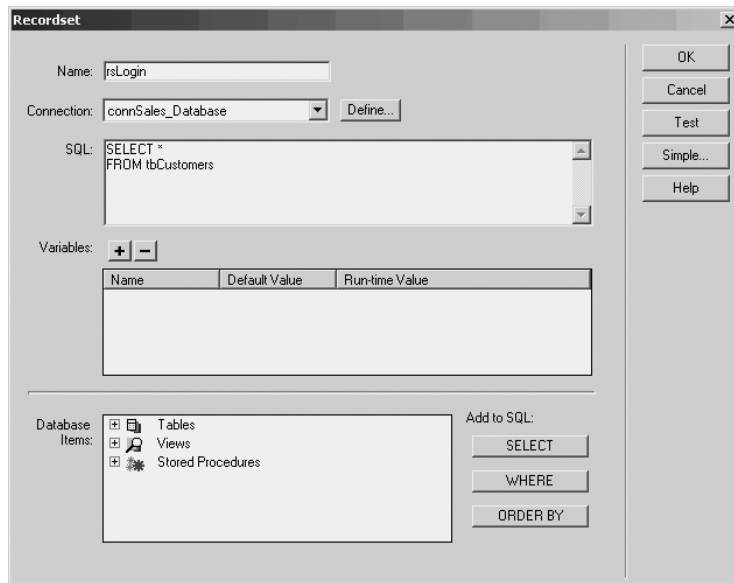 Recordset
Name: rsLogin
Connection: connSales_Database Define...
SQL: SELECT *
FROM tbCustomers
Variables: + −
Name Default Value Run-time Value
Database Items:
Tables
Views
Stored Procedures
Add to SQL:
SELECT
WHERE
ORDER BY
OK
Cancel
Test
Simple...
Help